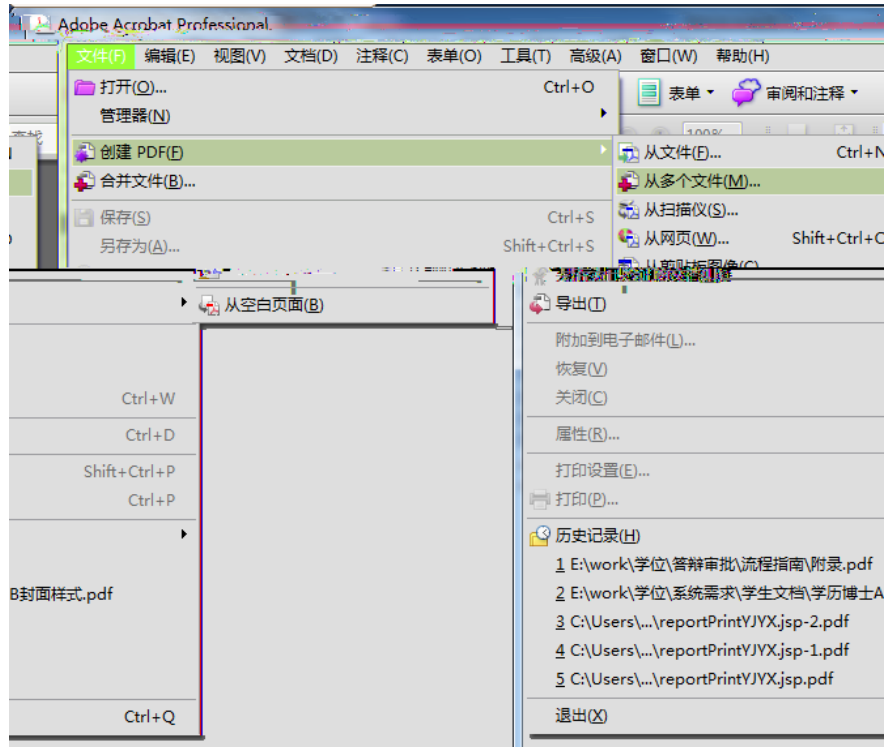 Adobe Acrobat Professional
文件(F) 编辑(E) 视图(V) 文档(D) 注释(C) 表单(O) 工具(T) 高级(A) 窗口(W) 帮助(H)
打开(O)... Ctrl+O
表单 审阅和注释
管理器(N)
100%
创建 PDF(F)
从文件(F)... Ctrl+N
合并文件(B)...
从多个文件(M)...
保存(S) Ctrl+S
从扫描仪(S)...
另存为(A)... Shift+Ctrl+S
从网页(W)... Shift+Ctrl+O
从剪贴板图像(C)
从空白页面(B)
导出(T)
附加到电子邮件(L)...
恢复(V)
Ctrl+W
关闭(C)
Ctrl+D
属性(R)...
Shift+Ctrl+P
打印设置(E)...
Ctrl+P
打印(P)...
历史记录(H)
1 E:\work\学位\答辩审批\流程指南\附录.pdf
B封面样式.pdf
2 E:\work\学位\系统需求\学生文档\学历博士A
3 C:\Users\...\reportPrintYJYX.jsp-2.pdf
4 C:\Users\...\reportPrintYJYX.jsp-1.pdf
5 C:\Users\...\reportPrintYJYX.jsp.pdf
Ctrl+Q
退出(X)